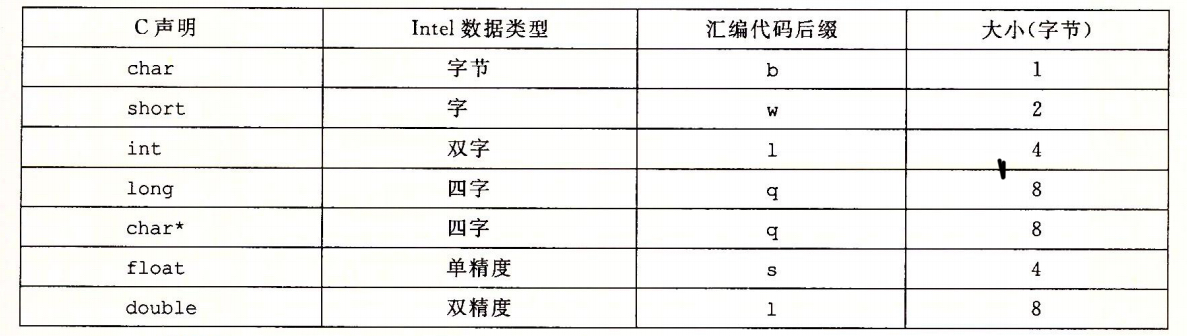 C声明 Intel 数据类型 汇编代码后缀 大小(字节)
char 字节 b 1
short 字 w 2
int 双字 l 4
long 四字 q 8
char* 四字 q 8
float 单精度 s 4
double 双精度 l 8